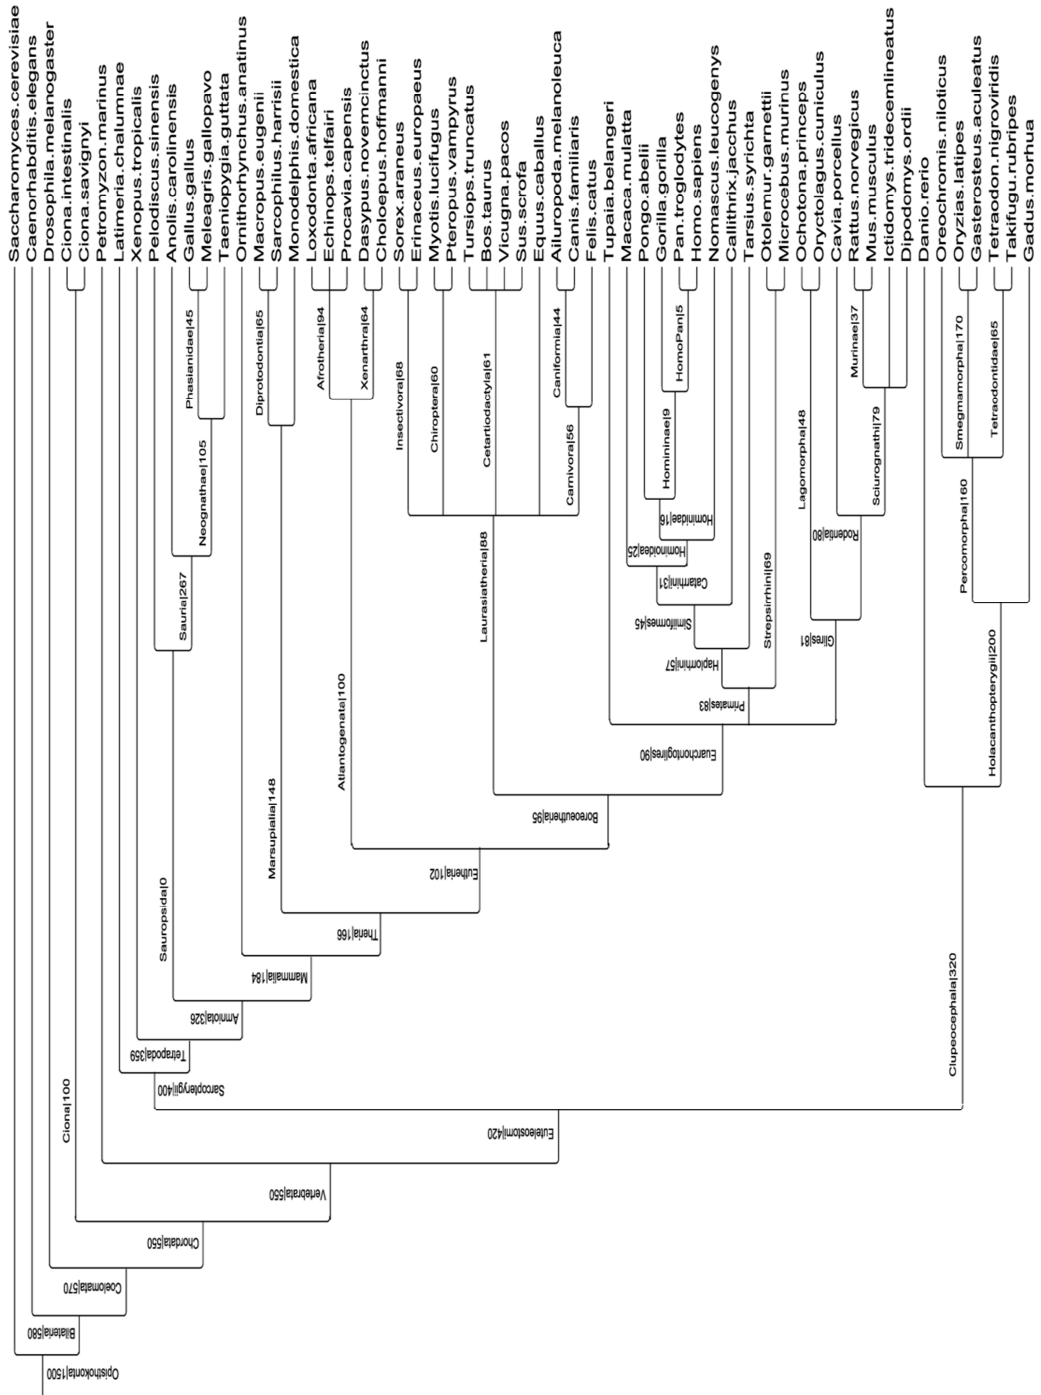 Saccharomyces.cerevisiae
Caenorhabditis.elegans
Drosophila.melanogaster
Ciona.intestinalis
Ciona.savignyi
Petromyzon.marinus
Latimeria.chalumnae
Xenopus.tropicalis
Pelodiscus.sinensis
Anolis.carolinensis
Gallus.gallus
Meleagris.gallopavo
Taeniopygia.guttata
Ornithorhynchus.anatinus
Macropus.eugenii
Sarcophilus.harrisii
Monodelphis.domestica
Loxodonta.africana
Echinops.telfairi
Procavia.capensis
Dasypus.novemcinctus
Choloepus.hoffmanni
Sorex.araneus
Erinaceus.europaeus
Myotis.lucifugus
Pteropus.vampyrus
Tursiops.truncatus
Bos.taurus
Vicugna.pacos
Sus.scrofa
Equus.caballus
Ailuropoda.melanoleuca
Canis.familiaris
Felis.catus
Tupaia.belangeri
Macaca.mulatta
Pongo.abelii
Gorilla.gorilla
Pan.troglodytes
Homo.sapiens
Nomascus.leucogenys
Callithrix.jacchus
Tarsius.syrichta
Otolemur.garnettii
Microcebus.murinus
Ochotona.princeps
Oryctolagus.cuniculus
Cavia.porcellus
Rattus.norvegicus
Mus.musculus
Ictidomys.tridecemlineatus
Dipodomys.ordii
Danio.rerio
Oreochromis.niloticus
Oryzias.latipes
Gasterosteus.aculeatus
Tetraodon.nigroviridis
Takifugu.rubripes
Gadus.morhua
Phasianidae|45
Diprotodontia|65
Afrotheria|94
Xenarthra|64
Insectivora|68
Chiroptera|60
Cetartiodactyla|61
Caniformia|44
Carnivora|56
HomoPan|5
Homininae|9
Lagomorpha|48
Murinae|37
Sciurognathi|79
Smegmamorpha|170
Tetraodontidae|65
Neognathae|105
Hominidae|16
Hominoidea|25
Catarrhini|31
Rodentia|80
Percomorpha|160
Sauria|267
Laurasiatheria|88
Simiiformes|45
Haplorrhini|57
Strepsirrhini|69
Glires|81
Primates|83
Holacanthopterygii|200
Atlantogenata|100
Euarchontoglires|90
Boreoeutheria|95
Marsupialia|148
Eutheria|102
Sauropsida|0
Theria|166
Mammalia|184
Amniota|326
Tetrapoda|359
Sarcopterygii|400
Clupeocephala|320
Ciona|100
Euteleostomi|420
Vertebrata|550
Chordata|550
Coelomata|570
Bilateria|580
Opisthokonta|1500